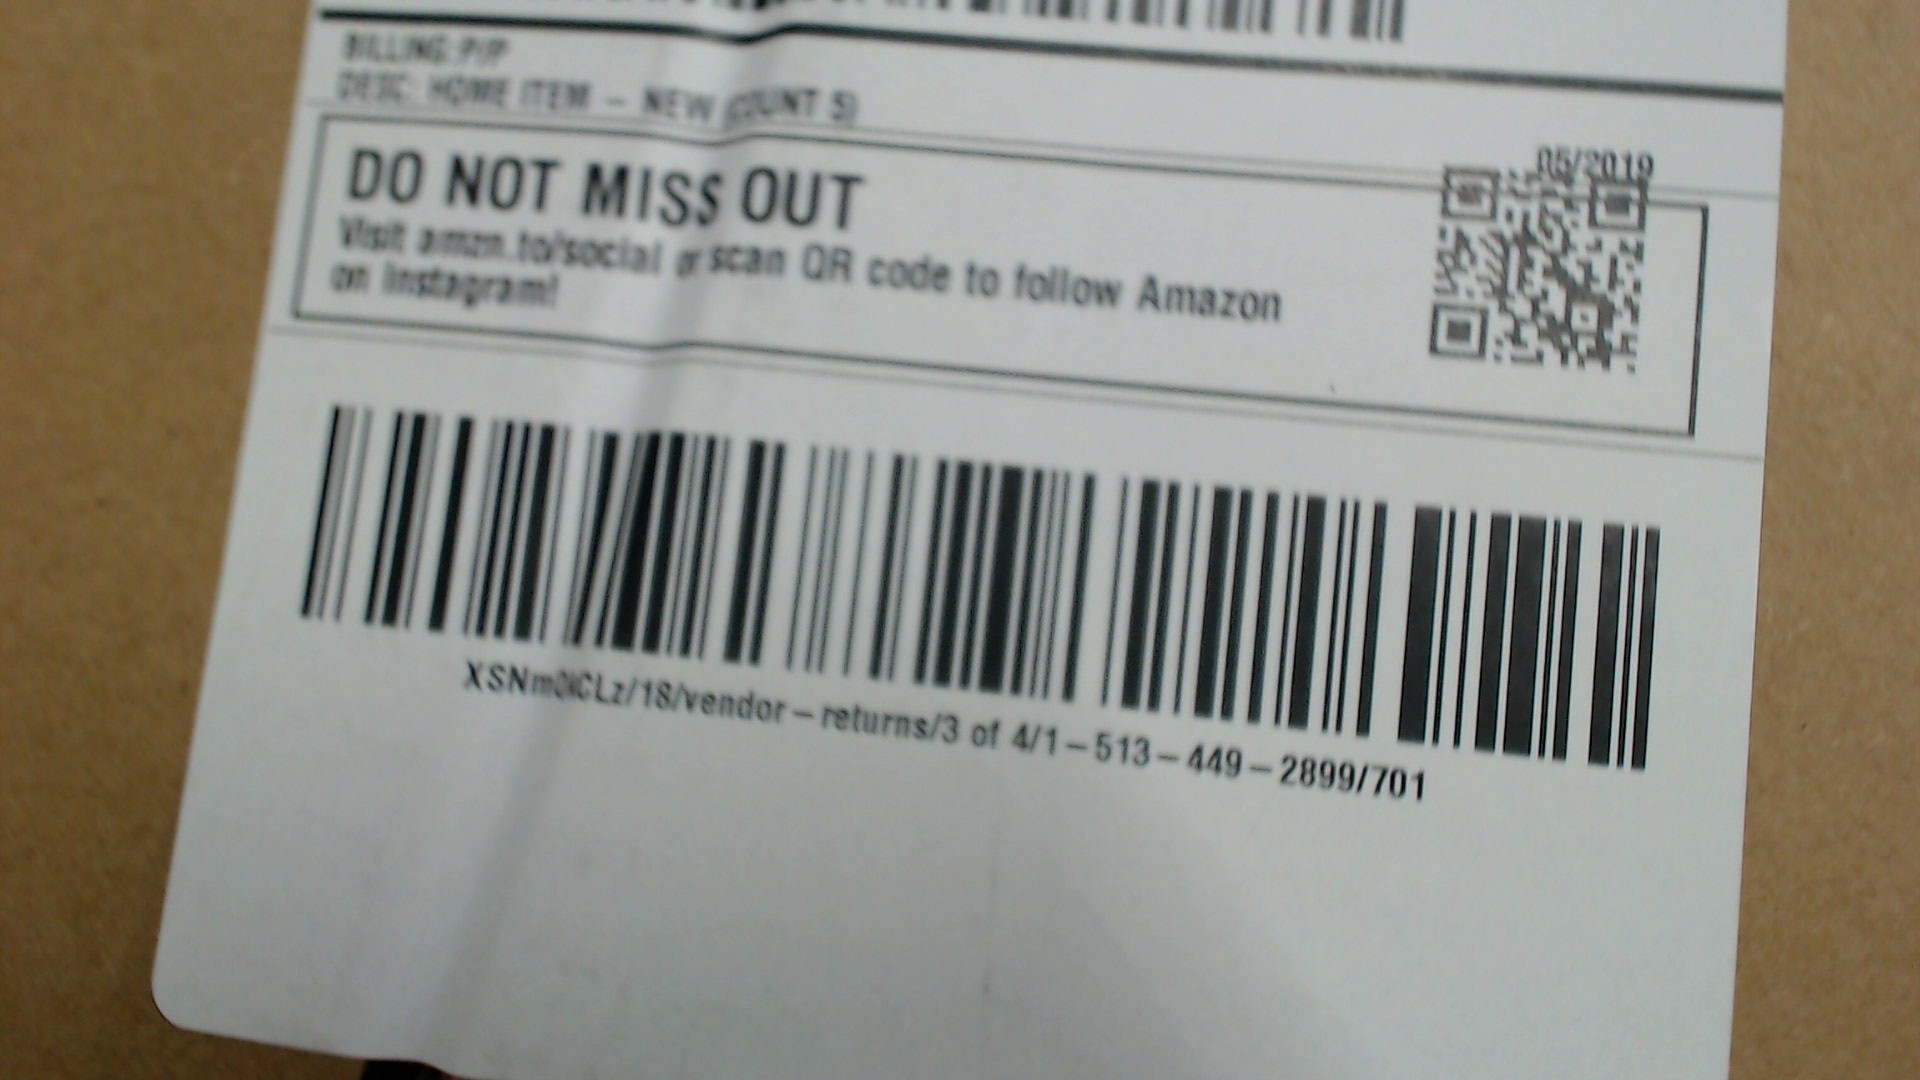 BILLING: P/P
DESC: HOME ITEM – NEW (COUNT 5)
05/2019
DO NOT MISS OUT
Visit amzn.to/social or scan QR code to follow Amazon
on Instagram!
XSNm0iCLz/18/vendor–returns/3 of 4/1–513–449–2899/701